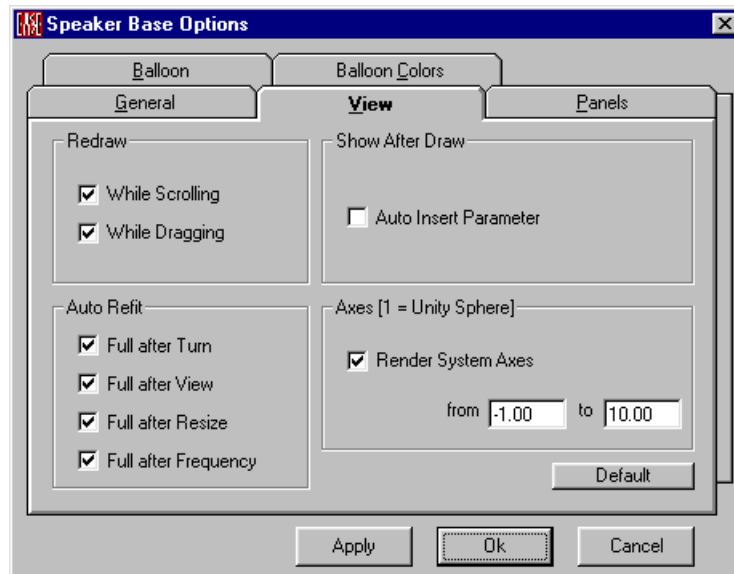 EASE Speaker Base Options
Balloon
Balloon Colors
General
View
Panels
Redraw
While Scrolling
While Dragging
Show After Draw
Auto Insert Parameter
Auto Refit
Full after Turn
Full after View
Full after Resize
Full after Frequency
Axes [1 = Unity Sphere]
Render System Axes
from -1.00 to 10.00
Default
Apply
Ok
Cancel